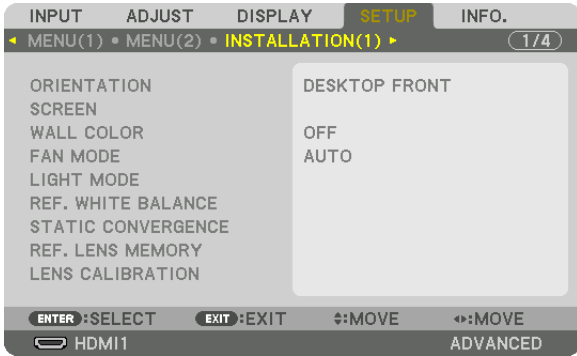 INPUT ADJUST DISPLAY SETUP INFO.
MENU(1) • MENU(2) • INSTALLATION(1) 1/4
ORIENTATION DESKTOP FRONT
SCREEN
WALL COLOR OFF
FAN MODE AUTO
LIGHT MODE
REF. WHITE BALANCE
STATIC CONVERGENCE
REF. LENS MEMORY
LENS CALIBRATION
ENTER:SELECT EXIT:EXIT :MOVE :MOVE
HDMI1 ADVANCED